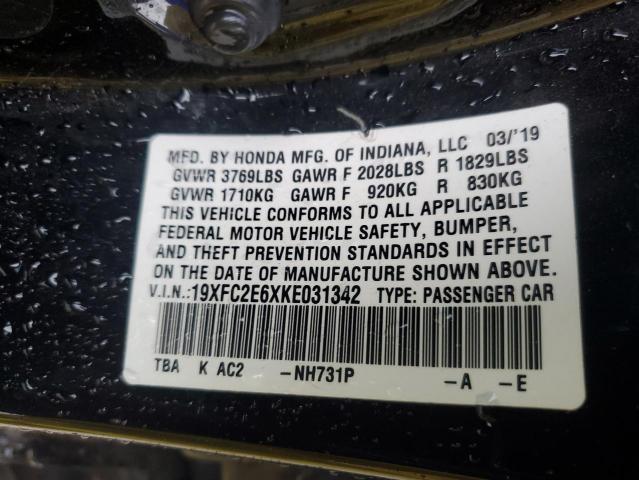 MFD. BY HONDA MFG. OF INDIANA, LLC 03/'19
GVWR 3769LBS GAWR F 2028LBS R 1829LBS
GVWR 1710KG GAWR F 920KG R 830KG
THIS VEHICLE CONFORMS TO ALL APPLICABLE
FEDERAL MOTOR VEHICLE SAFETY, BUMPER,
AND THEFT PREVENTION STANDARDS IN EFFECT
ON THE DATE OF MANUFACTURE SHOWN ABOVE.
V.I.N.:19XFC2E6XKE031342 TYPE: PASSENGER CAR
TBA K AC2 -NH731P -A -E